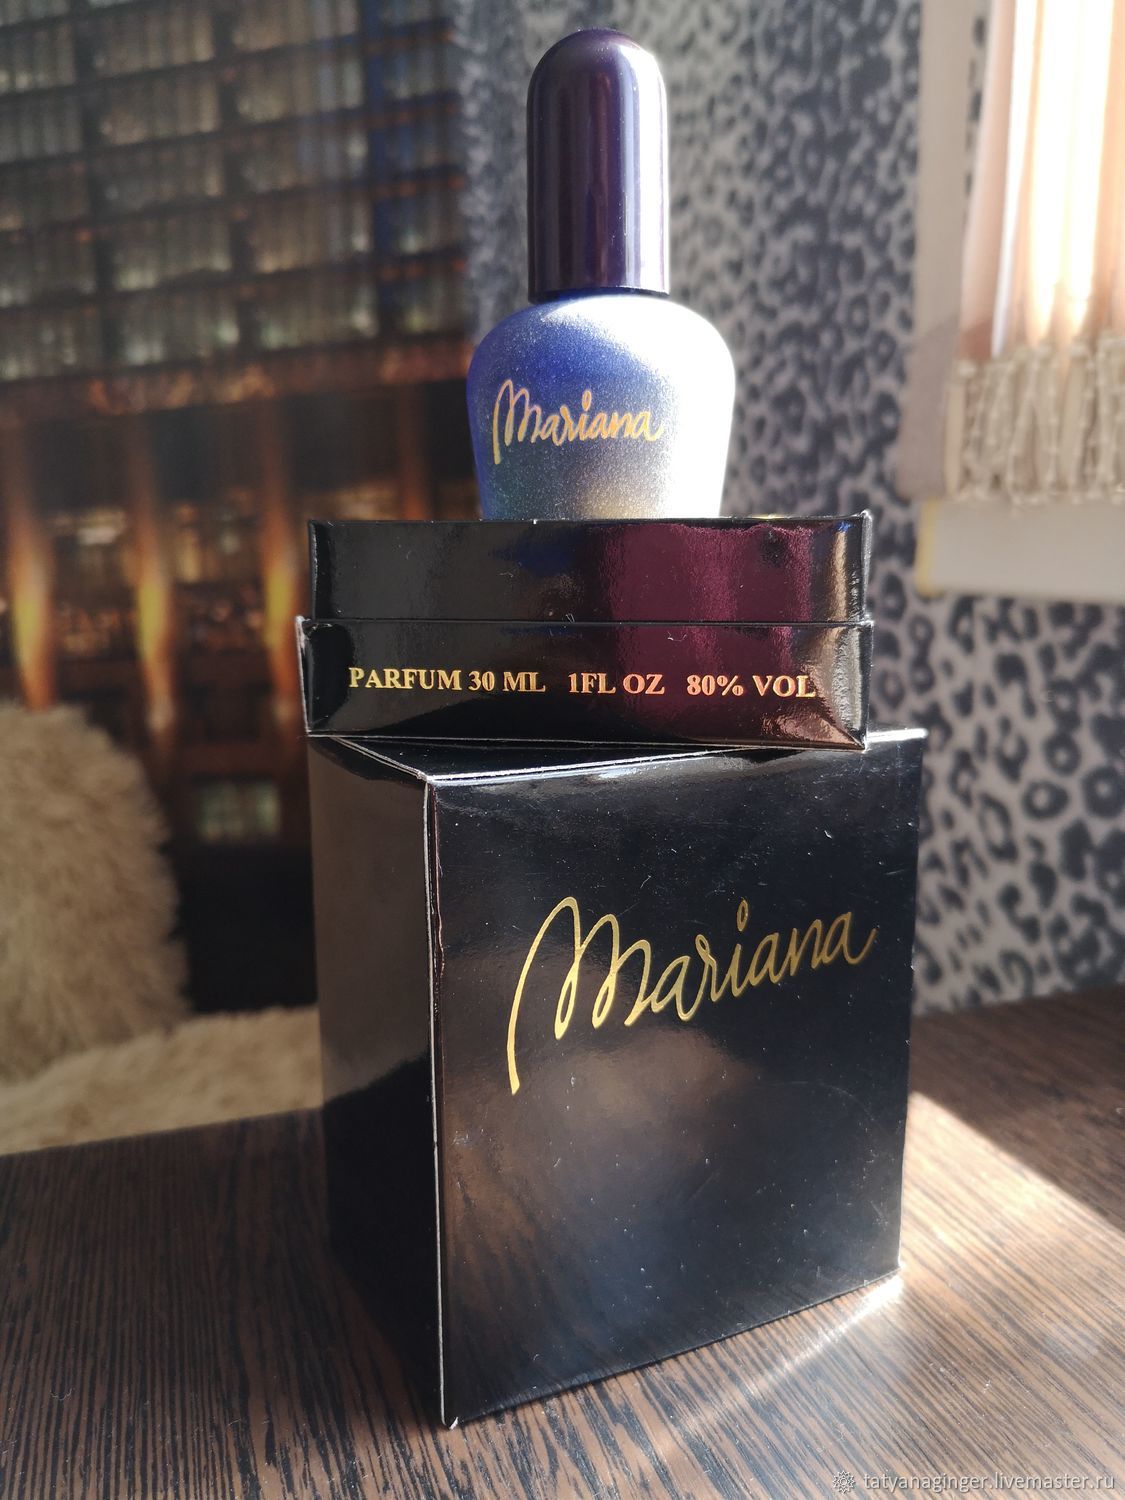 Mariana
PARFUM 30 ML 1FL OZ 80% VOL
Mariana
tatyanaginger.livemaster.ru